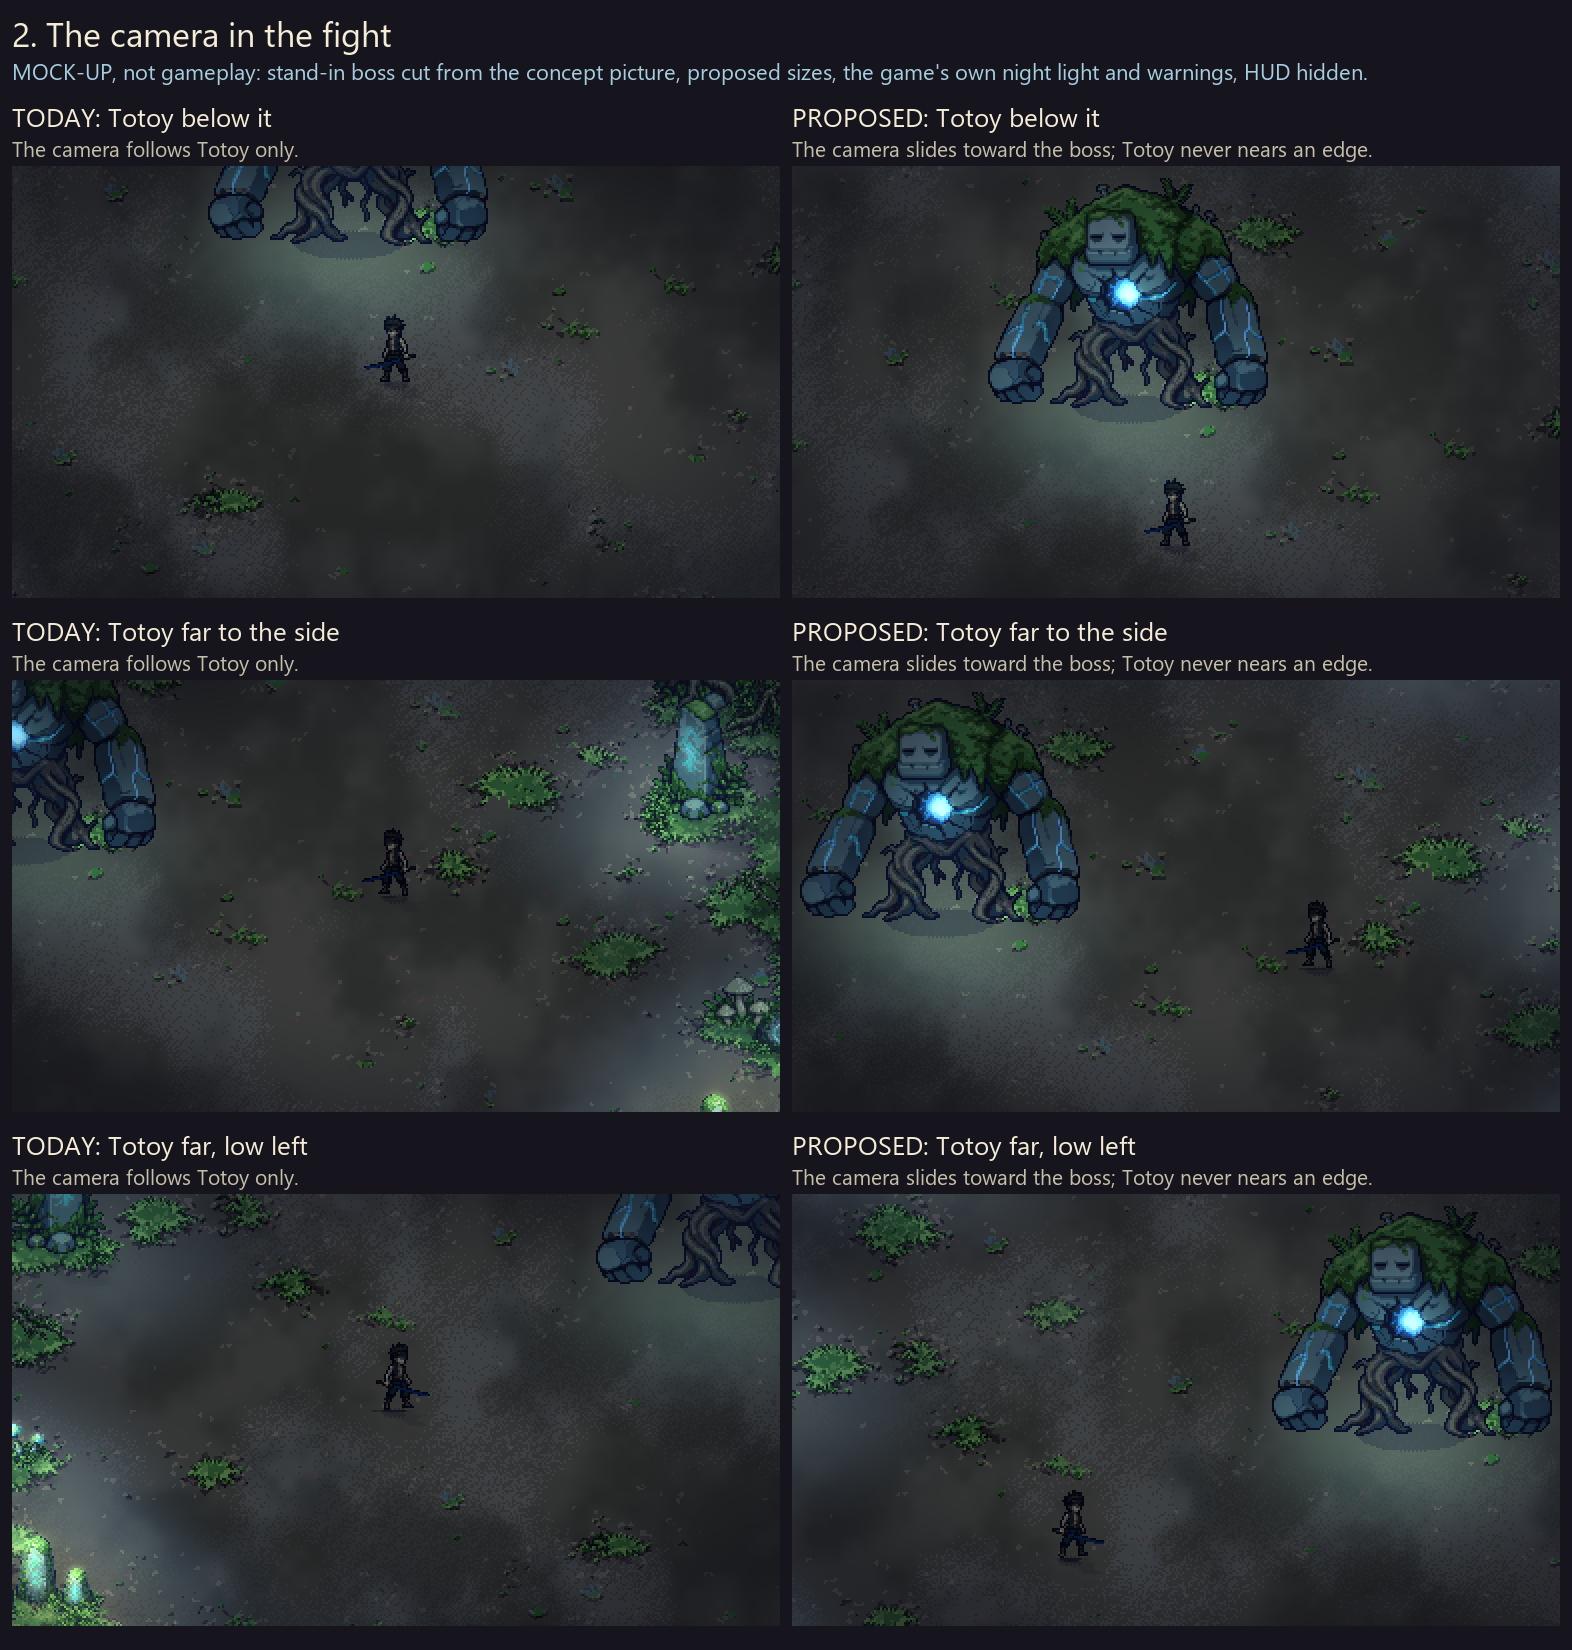 2. The camera in the fight
MOCK-UP, not gameplay: stand-in boss cut from the concept picture, proposed sizes, the game's own night light and warnings, HUD hidden.
TODAY: Totoy below it
The camera follows Totoy only.
PROPOSED: Totoy below it
The camera slides toward the boss; Totoy never nears an edge.
TODAY: Totoy far to the side
The camera follows Totoy only.
PROPOSED: Totoy far to the side
The camera slides toward the boss; Totoy never nears an edge.
TODAY: Totoy far, low left
The camera follows Totoy only.
PROPOSED: Totoy far, low left
The camera slides toward the boss; Totoy never nears an edge.